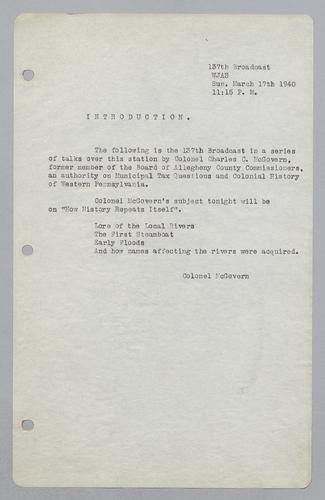 137th Broadcast
WJAS
Sun. March 17th 1940
11:15 P. M.
INTRODUCTION.
The following is the 137th Broadcast in a series
of talks over this station by Colonel Charles C. McGovern,
former member of the Board of Allegheny County Commissioners,
an authority on Municipal Tax Questions and Colonial History
of Western Pennsylvania.
Colonel McGovern's subject tonight will be
on "How History Repeats Itself".
Lore of the Local Rivers
The First Steamboat
Early Floods
And how names affecting the rivers were acquired.
Colonel McGovern